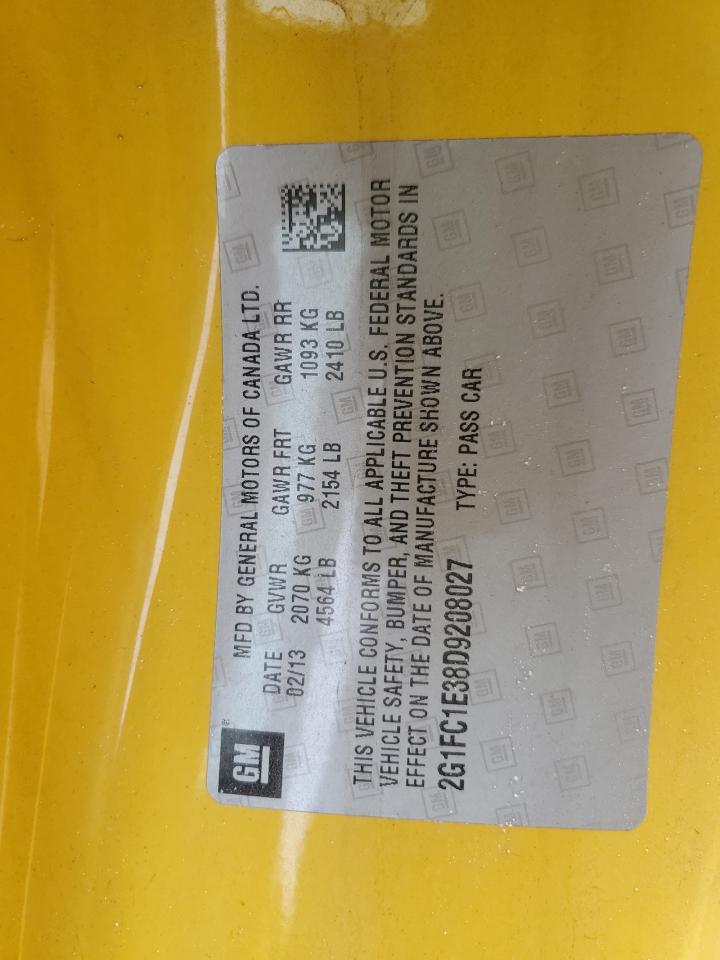 GM®
MFD BY GENERAL MOTORS OF CANADA LTD.
DATE GVWR GAWR FRT GAWR RR
02/13 2070 KG 977 KG 1093 KG
4564 LB 2154 LB 2410 LB
THIS VEHICLE CONFORMS TO ALL APPLICABLE U.S. FEDERAL MOTOR
VEHICLE SAFETY, BUMPER, AND THEFT PREVENTION STANDARDS IN
EFFECT ON THE DATE OF MANUFACTURE SHOWN ABOVE.
2G1FC1E38D9208027 TYPE: PASS CAR